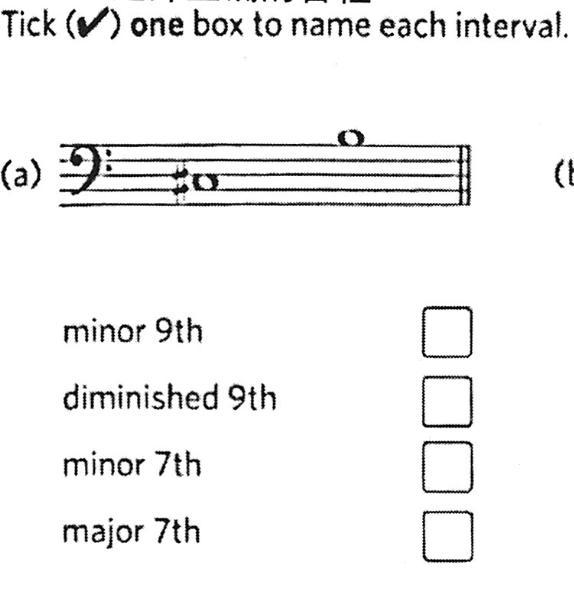 Tick (✔) one box to name each interval.
(a)
minor 9th
diminished 9th
minor 7th
major 7th